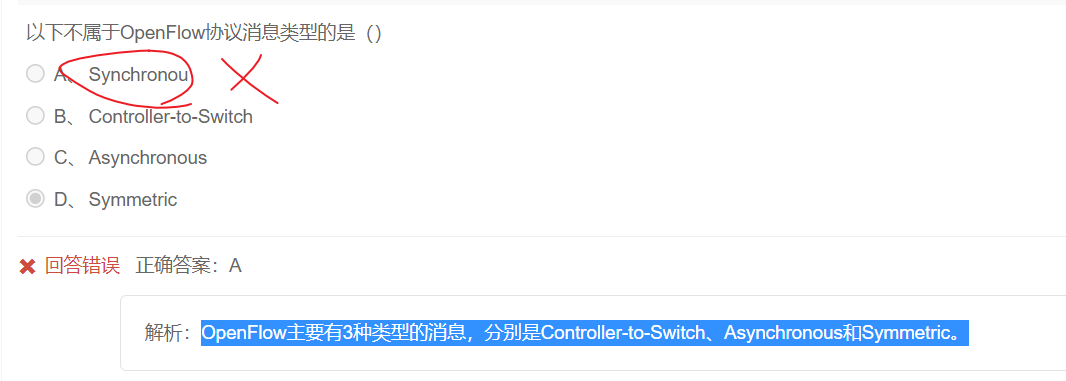 以下不属于OpenFlow协议消息类型的是（）
A、 Synchronou
B、 Controller-to-Switch
C、 Asynchronous
D、 Symmetric
回答错误 正确答案：A
解析：OpenFlow主要有3种类型的消息，分别是Controller-to-Switch、Asynchronous和Symmetric。